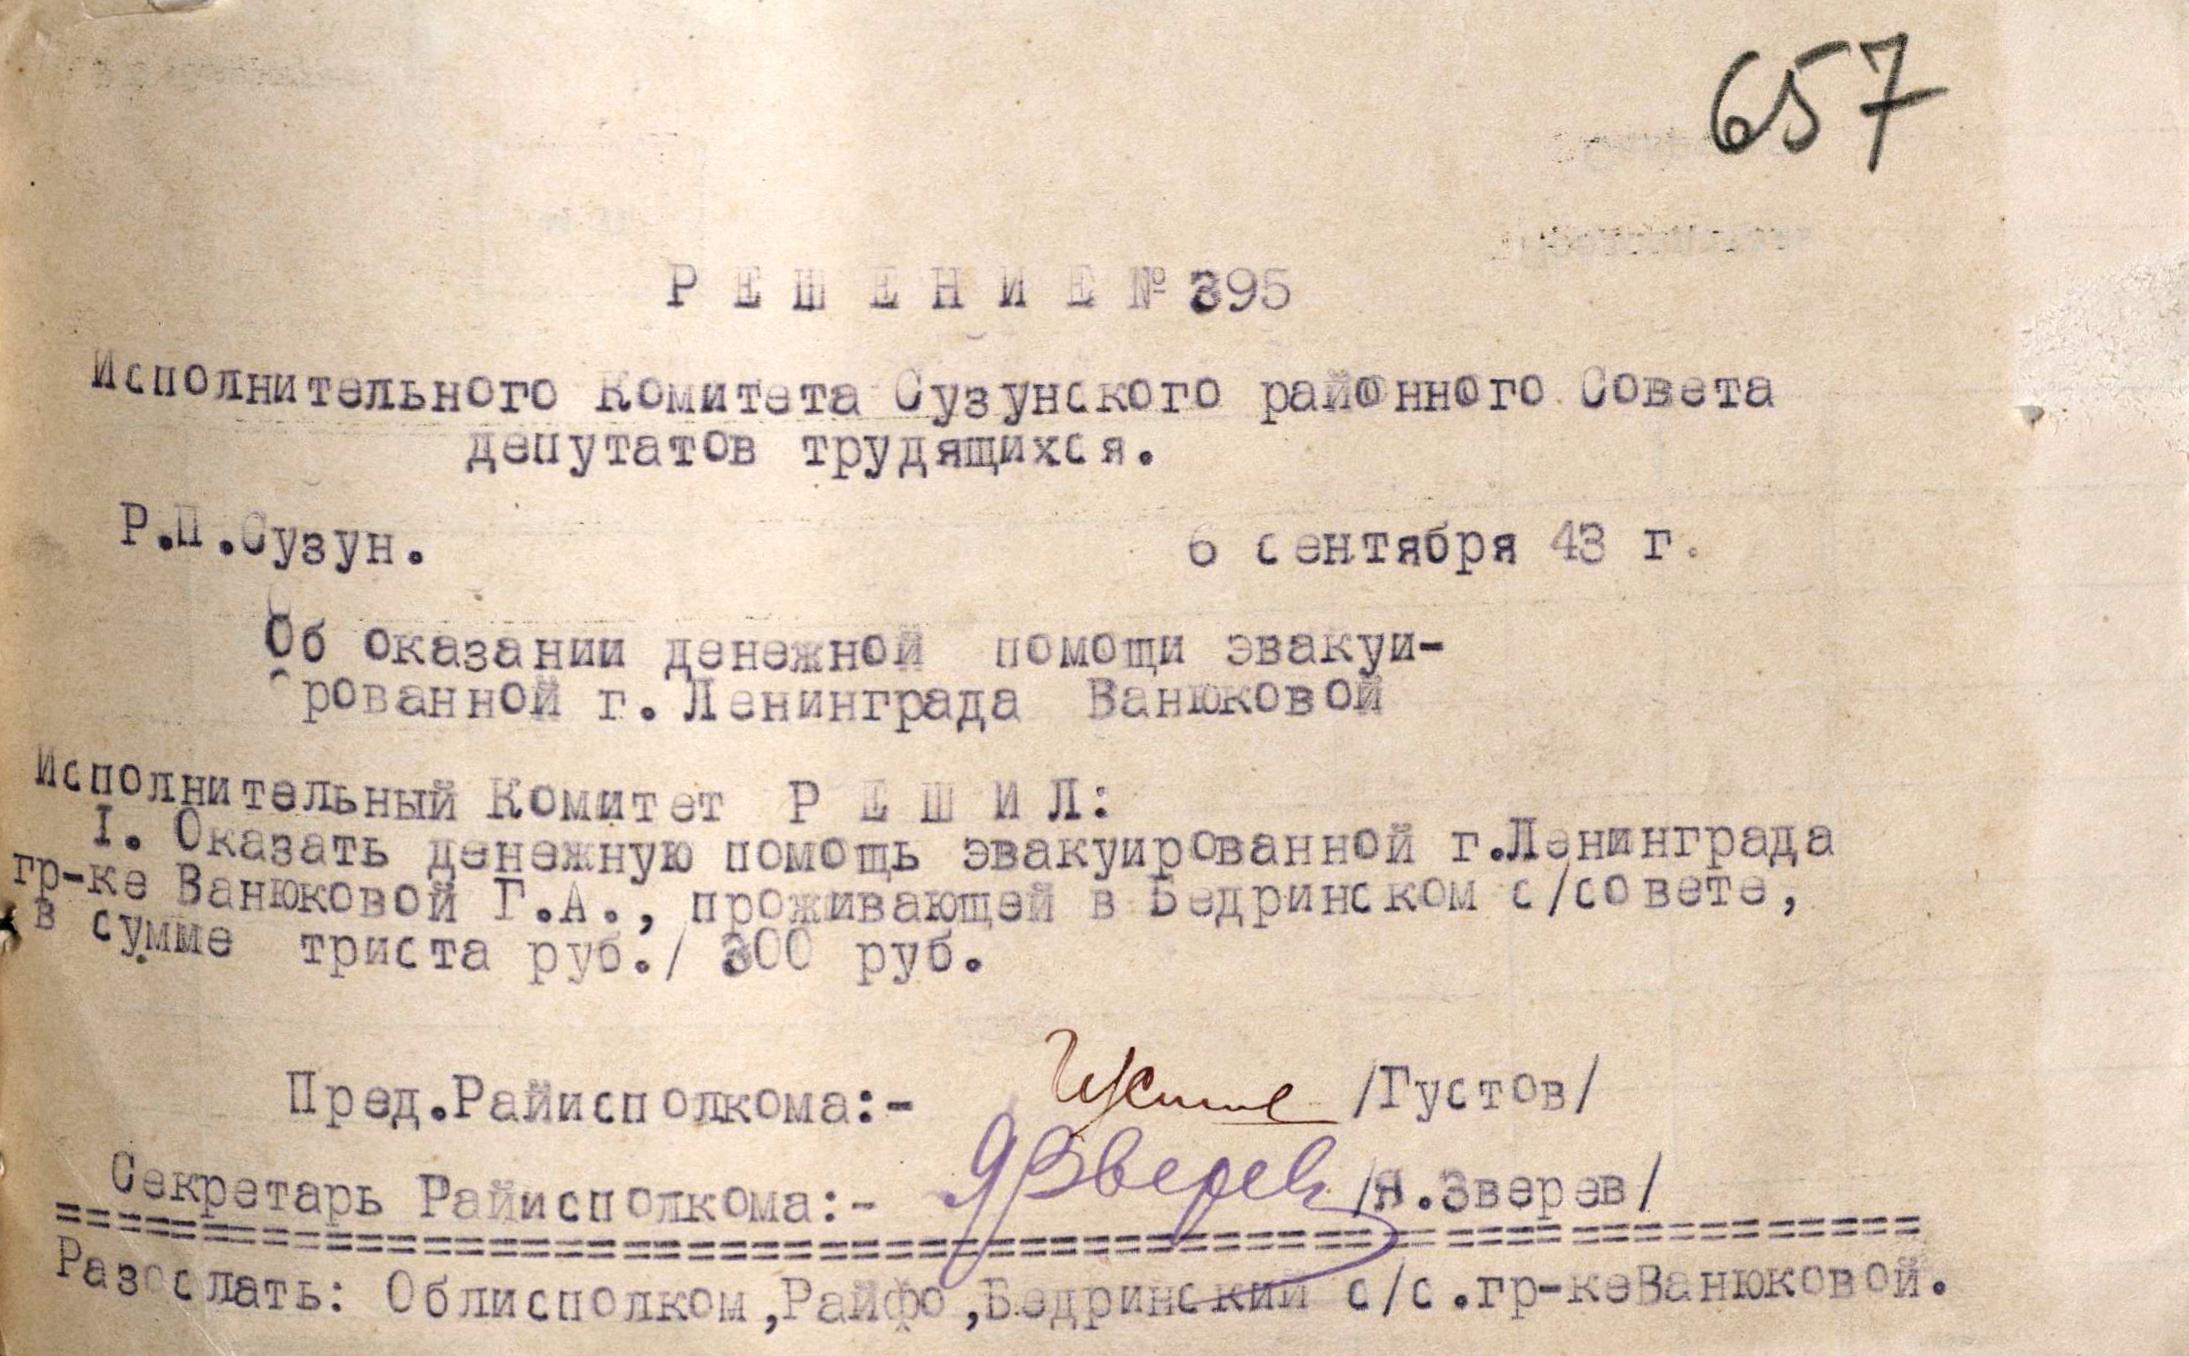 657
Р Е Ш Е Н И Е № 395
Исполнительного Комитета Сузунского районного Совета
депутатов трудящихся.
Р.П.Сузун. 6 сентября 43 г.
Об оказании денежной помощи эвакуи-
рованной г. Ленинграда Ванюковой
Исполнительный Комитет Р Е Ш И Л:
I. Оказать денежную помощь эвакуированной г.Ленинграда
гр-ке Ванюковой Г.А., проживающей в Бедринском с/совете,
в сумме триста руб./ 300 руб.
Пред.Райисполкома:- /Густов/
Секретарь Райисполкома:- ЯЗверев /Я.Зверев/
==========================================
Разослать: Облисполком,Райфо,Бедринский с/с.гр-кеВанюковой.